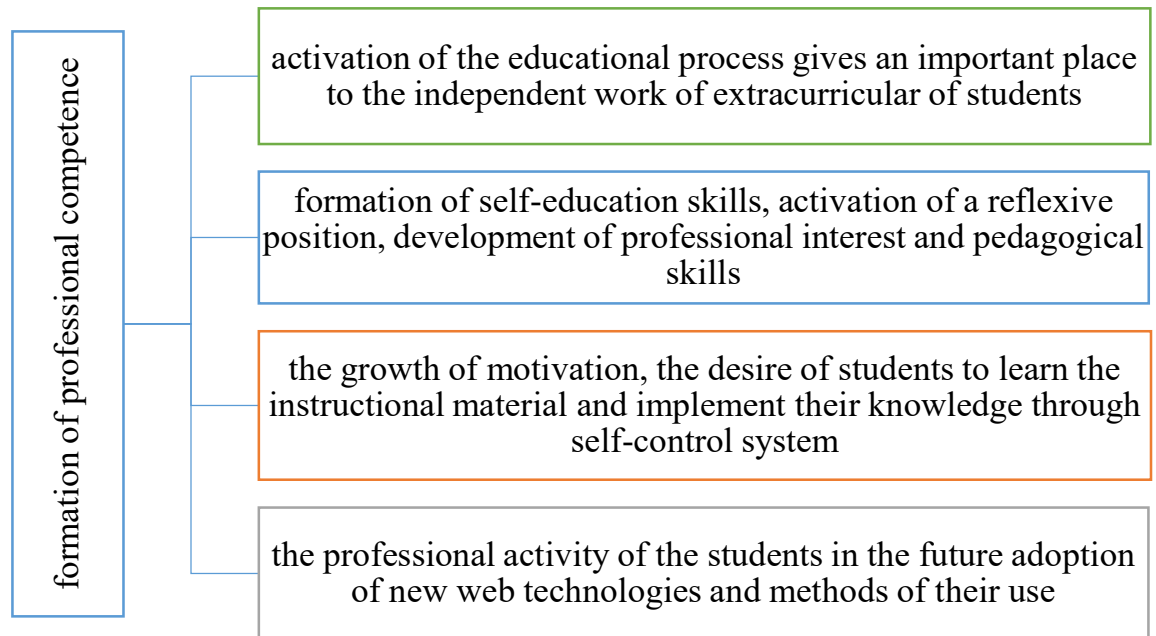 formation of professional competence
activation of the educational process gives an important place
to the independent work of extracurricular of students
formation of self-education skills, activation of a reflexive
position, development of professional interest and pedagogical
skills
the growth of motivation, the desire of students to learn the
instructional material and implement their knowledge through
self-control system
the professional activity of the students in the future adoption
of new web technologies and methods of their use